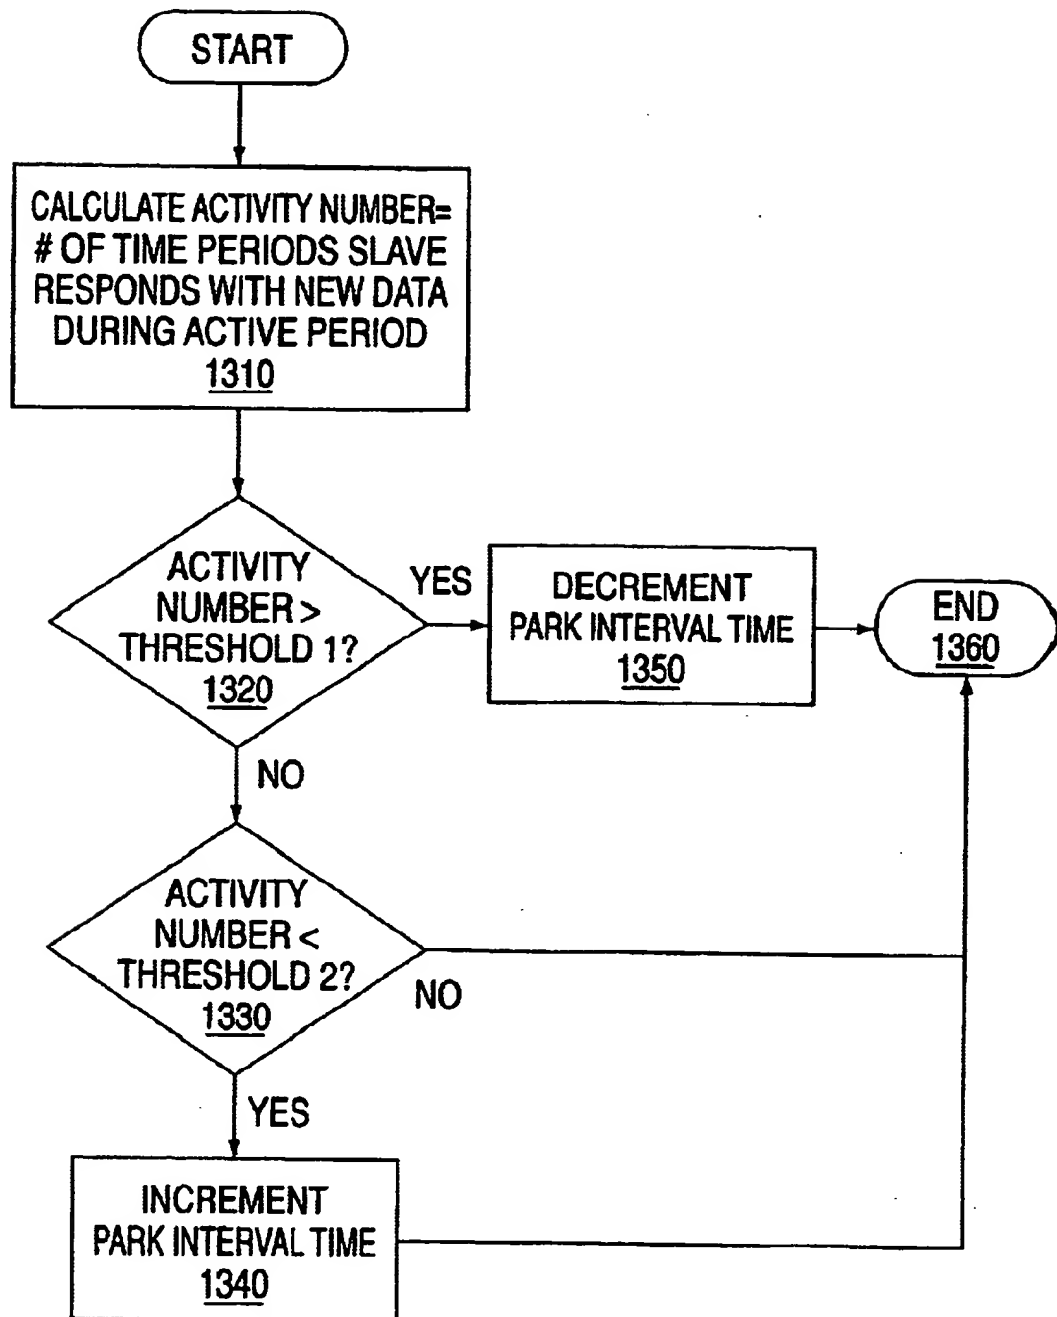 START
CALCULATE ACTIVITY NUMBER=
# OF TIME PERIODS SLAVE
RESPONDS WITH NEW DATA
DURING ACTIVE PERIOD
1310
ACTIVITY
NUMBER >
THRESHOLD 1?
1320
YES
DECREMENT
PARK INTERVAL TIME
1350
END
1360
NO
ACTIVITY
NUMBER <
THRESHOLD 2?
1330
NO
YES
INCREMENT
PARK INTERVAL TIME
1340